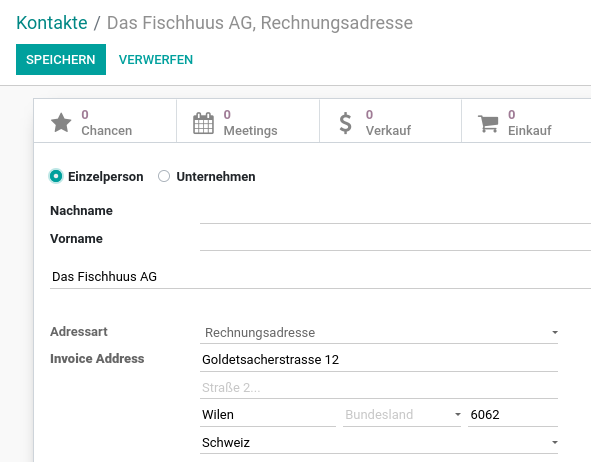 Kontakte / Das Fischhuus AG, Rechnungsadresse
SPEICHERN VERWERFEN
0 Chancen
0 Meetings
0 Verkauf
0 Einkauf
Einzelperson Unternehmen
Nachname
Vorname
Das Fischhuus AG
Adressart Rechnungsadresse
Invoice Address Goldetsacherstrasse 12
Straße 2...
Wilen Bundesland 6062
Schweiz